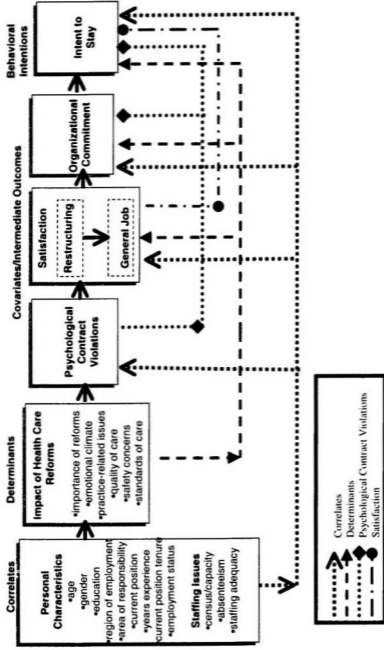 Correlates
Personal
Characteristics
•age
•gender
•education
•region of employment
•area of responsibility
•current position
•years experience
•current position tenure
•employment status
Staffing Issues
•census/capacity
•absenteeism
•staffing adequacy
Determinants
Impact of Health Care
Reforms
•importance of reforms
•emotional climate
•practice-related issues
•quality of care
•safety concerns
•standards of care
Covariates/Intermediate Outcomes
Psychological
Contract
Violations
Satisfaction
Restructuring
General Job
Organizational
Commitment
Behavioral
Intentions
Intent to
Stay
Correlates
Determinants
Psychological Contract Violations
Satisfaction